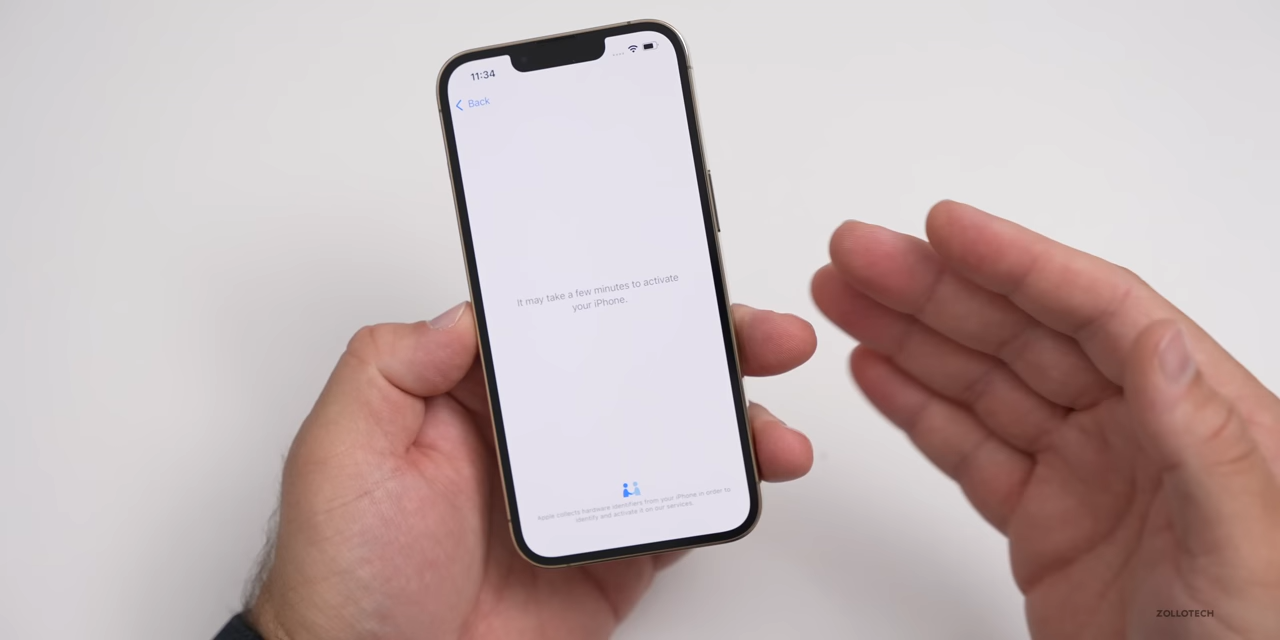 11:34
Back
It may take a few minutes to activate
your iPhone.
Apple collects hardware identifiers from your iPhone in order to
identify and activate it on our services.
ZOLLOTECH